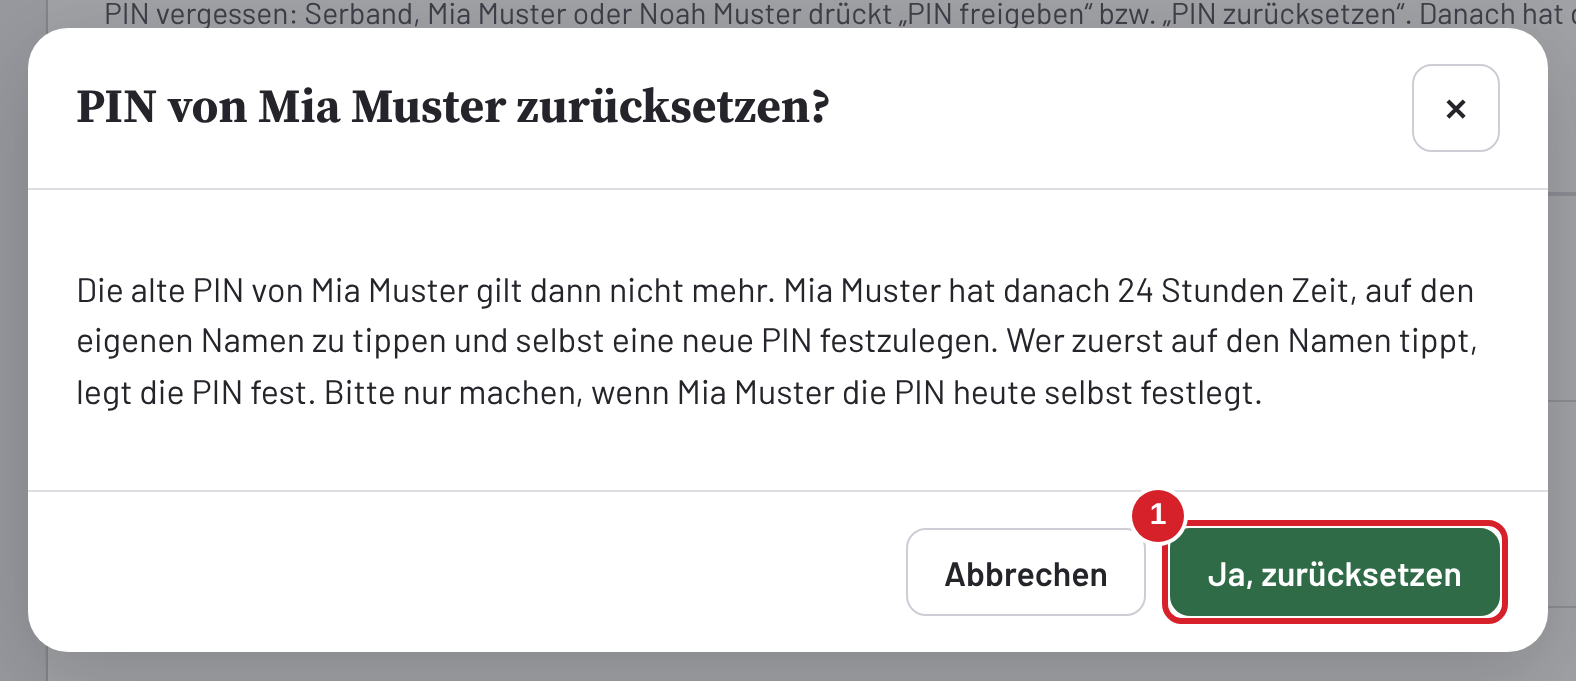 PIN vergessen: Serband, Mia Muster oder Noah Muster drückt „PIN freigeben“ bzw. „PIN zurücksetzen“. Danach hat
PIN von Mia Muster zurücksetzen?
×
Die alte PIN von Mia Muster gilt dann nicht mehr. Mia Muster hat danach 24 Stunden Zeit, auf den
eigenen Namen zu tippen und selbst eine neue PIN festzulegen. Wer zuerst auf den Namen tippt,
legt die PIN fest. Bitte nur machen, wenn Mia Muster die PIN heute selbst festlegt.
1
Abbrechen
Ja, zurücksetzen